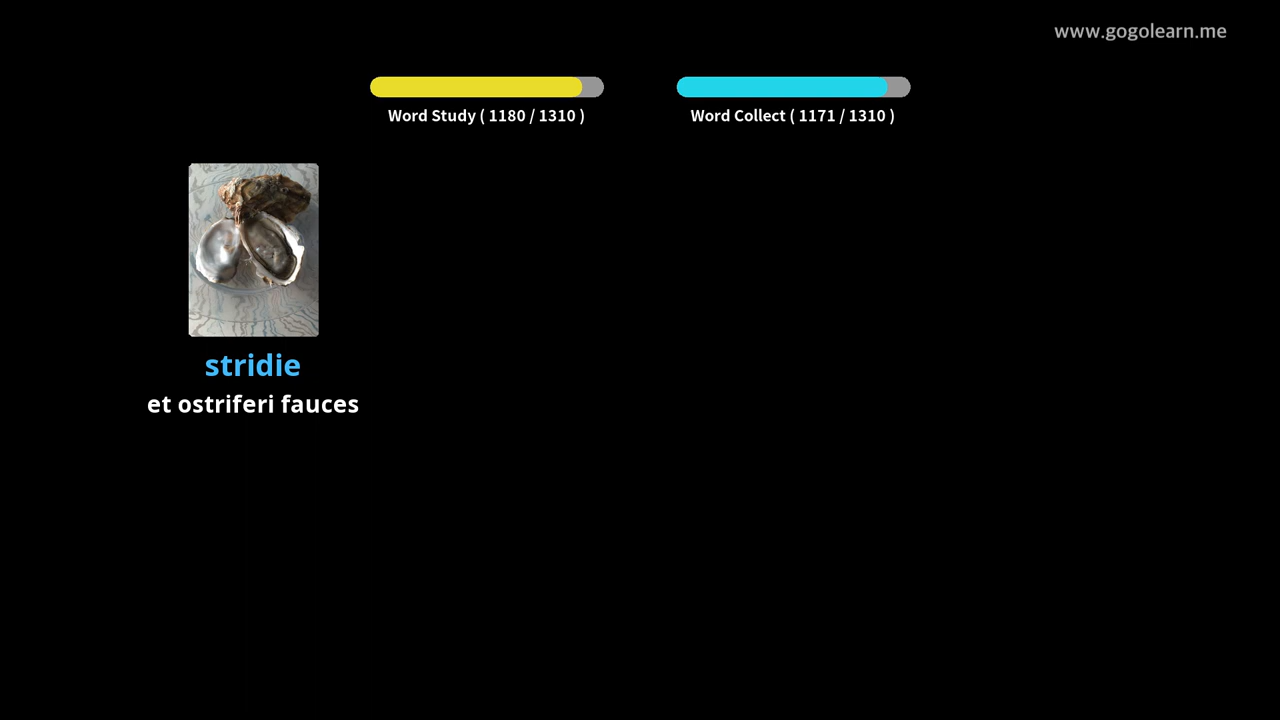 www.gogolearn.me
Word Study ( 1180 / 1310 )
Word Collect ( 1171 / 1310 )
stridie
et ostriferi fauces